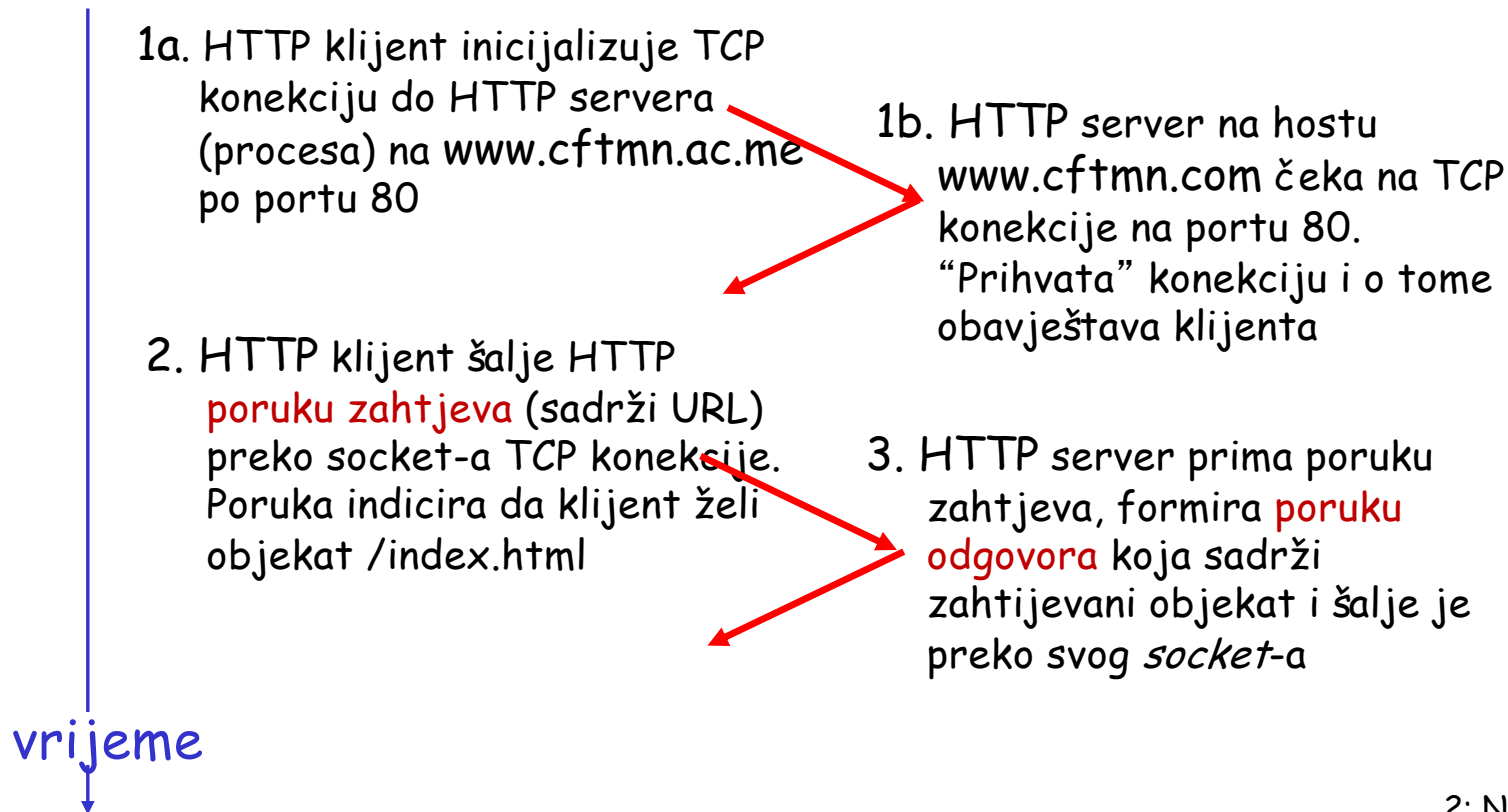 1a. HTTP klijent inicijalizuje TCP
konekciju do HTTP servera
(procesa) na www.cftmn.ac.me
po portu 80
1b. HTTP server na hostu
www.cftmn.com čeka na TCP
konekcije na portu 80.
“Prihvata” konekciju i o tome
obavještava klijenta
2. HTTP klijent šalje HTTP
poruku zahtjeva (sadrži URL)
preko socket-a TCP konekcije.
Poruka indicira da klijent želi
objekat /index.html
3. HTTP server prima poruku
zahtjeva, formira poruku
odgovora koja sadrži
zahtijevani objekat i šalje je
preko svog socket-a
vrijeme
2: N